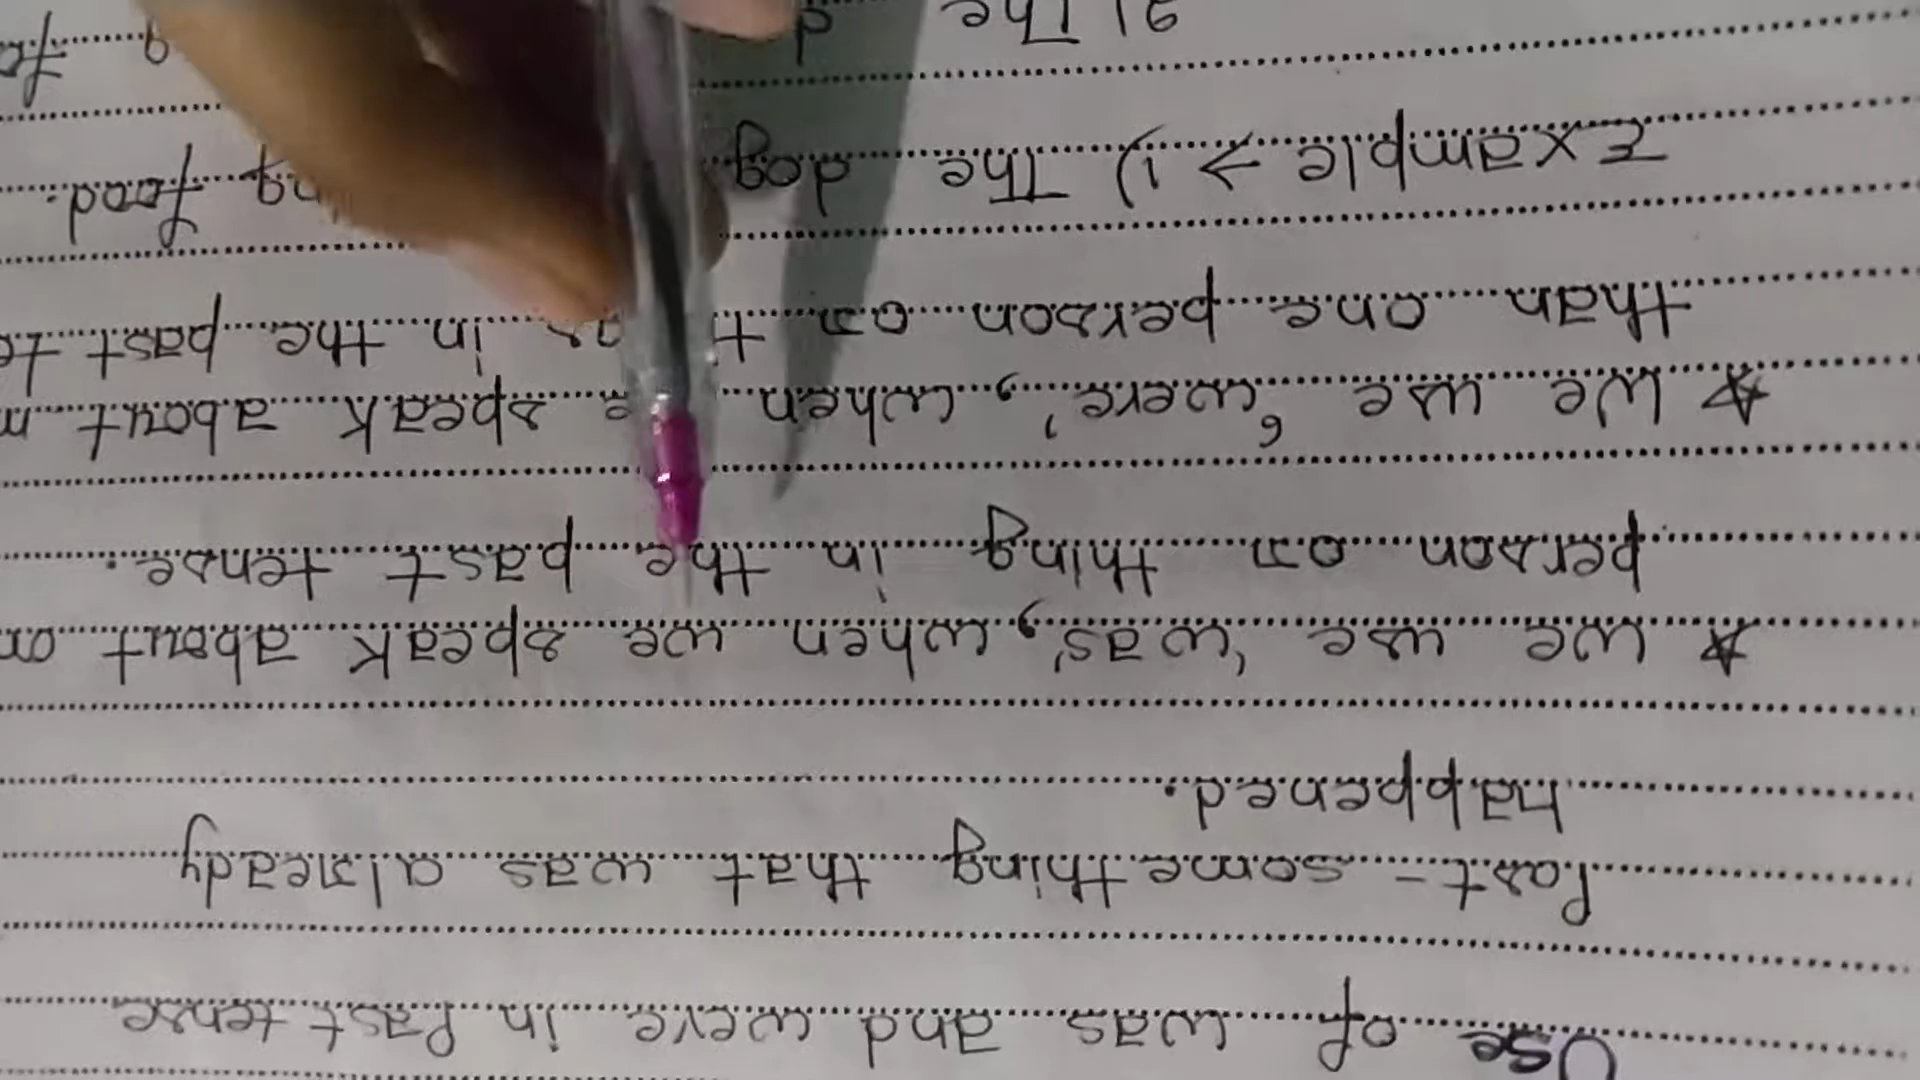 Use of was and were in Past tense
Past - something that was already
happened.
☆ We use 'was', when we speak about
person or thing in the past tense.
☆ We use 'were', when speak about
than one person or in the past
Example → 1) The dog food.
2) The